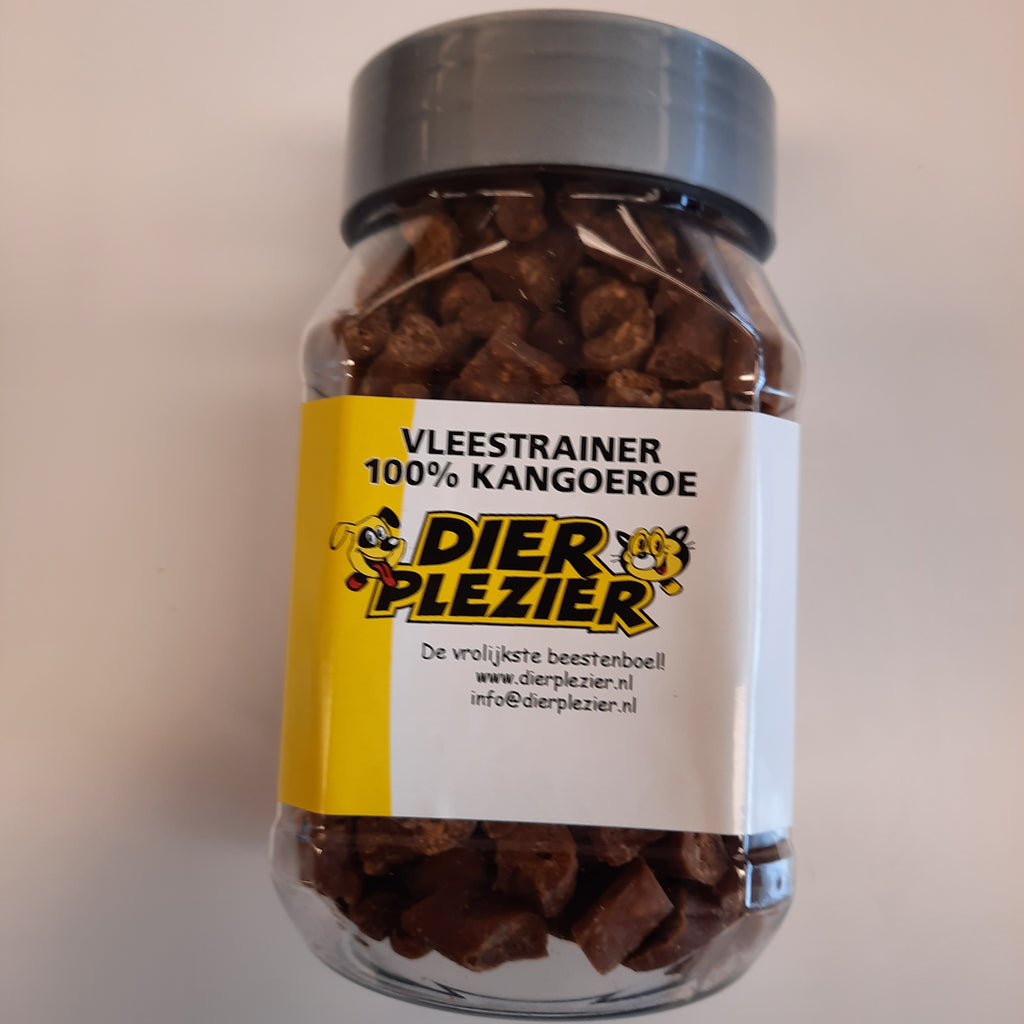 VLEESTRAINER
100% KANGOEROE
DIER
PLEZIER
De vrolijkste beestenboel!
www.dierplezier.nl
info@dierplezier.nl